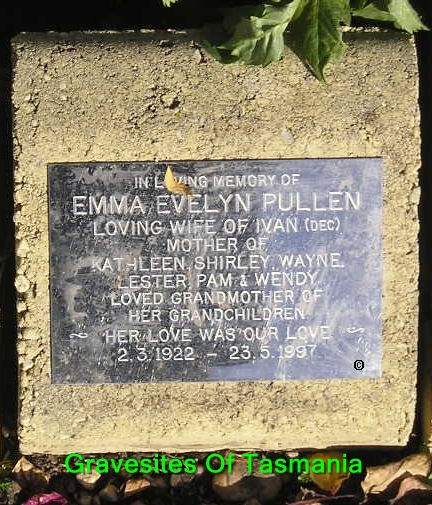 IN LOVING MEMORY OF
EMMA EVELYN PULLEN
LOVING WIFE OF IVAN (DEC)
MOTHER OF
KATHLEEN, SHIRLEY, WAYNE,
LESTER, PAM & WENDY
LOVED GRANDMOTHER OF
HER GRANDCHILDREN
~ HER LOVE WAS OUR LOVE ~
2.3.1922 - 23.5.1997
©
Gravesites Of Tasmania